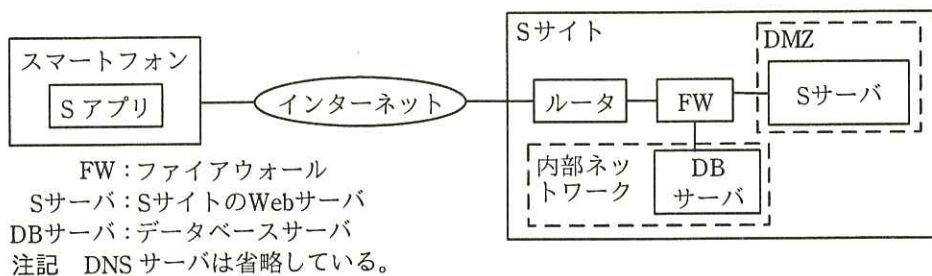 スマートフォン
Sアプリ
インターネット
Sサイト
ルータ
FW
DMZ
Sサーバ
内部ネッ
トワーク
DB
サーバ
FW：ファイアウォール
Sサーバ：SサイトのWebサーバ
DBサーバ：データベースサーバ
注記　DNSサーバは省略している。